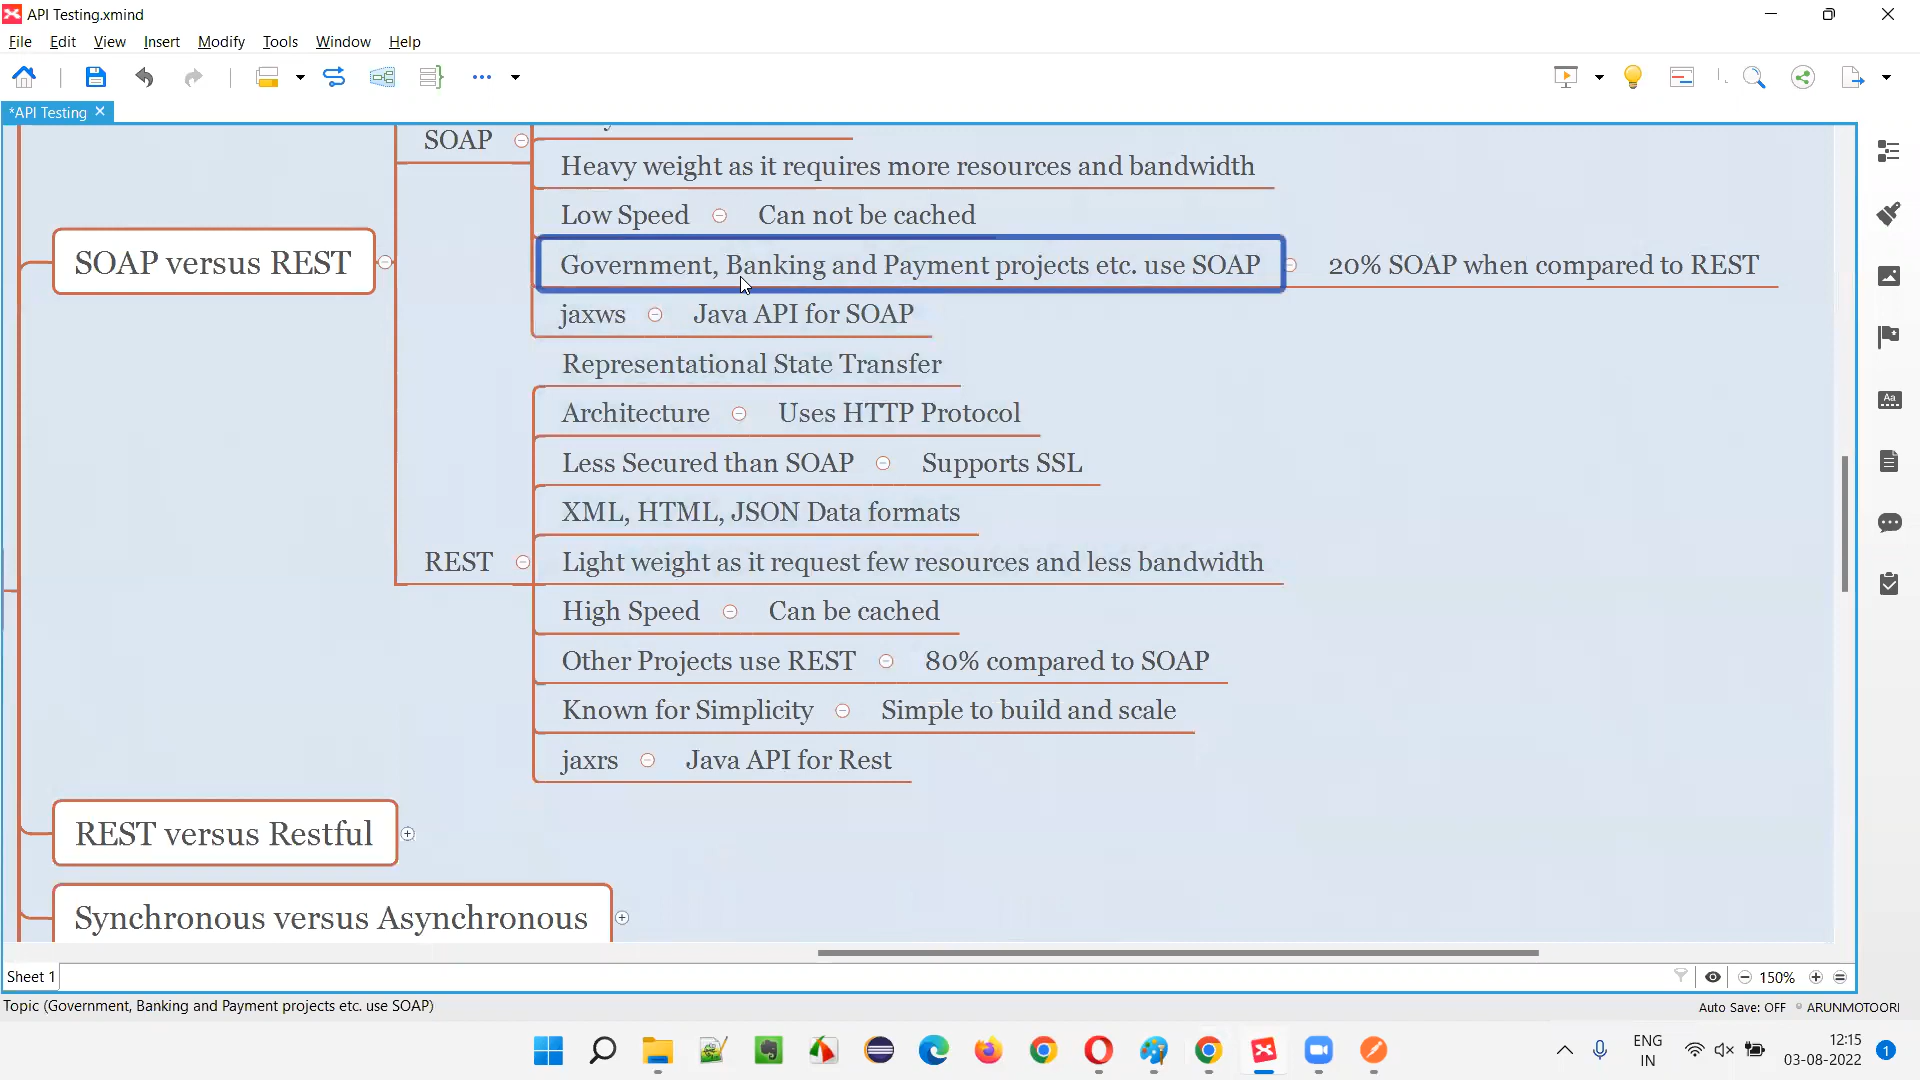 API Testing.xmind
File Edit View Insert Modify Tools Window Help
*API Testing
SOAP
Heavy weight as it requires more resources and bandwidth
Low Speed Can not be cached
SOAP versus REST
Government, Banking and Payment projects etc. use SOAP 20% SOAP when compared to REST
jaxws Java API for SOAP
Representational State Transfer
Architecture Uses HTTP Protocol
Less Secured than SOAP Supports SSL
XML, HTML, JSON Data formats
REST Light weight as it request few resources and less bandwidth
High Speed Can be cached
Other Projects use REST 80% compared to SOAP
Known for Simplicity Simple to build and scale
jaxrs Java API for Rest
REST versus Restful
Synchronous versus Asynchronous
Sheet 1
150%
Topic (Government, Banking and Payment projects etc. use SOAP)
Auto Save: OFF ARUNMOTOORI
ENG
IN
12:15
03-08-2022
1